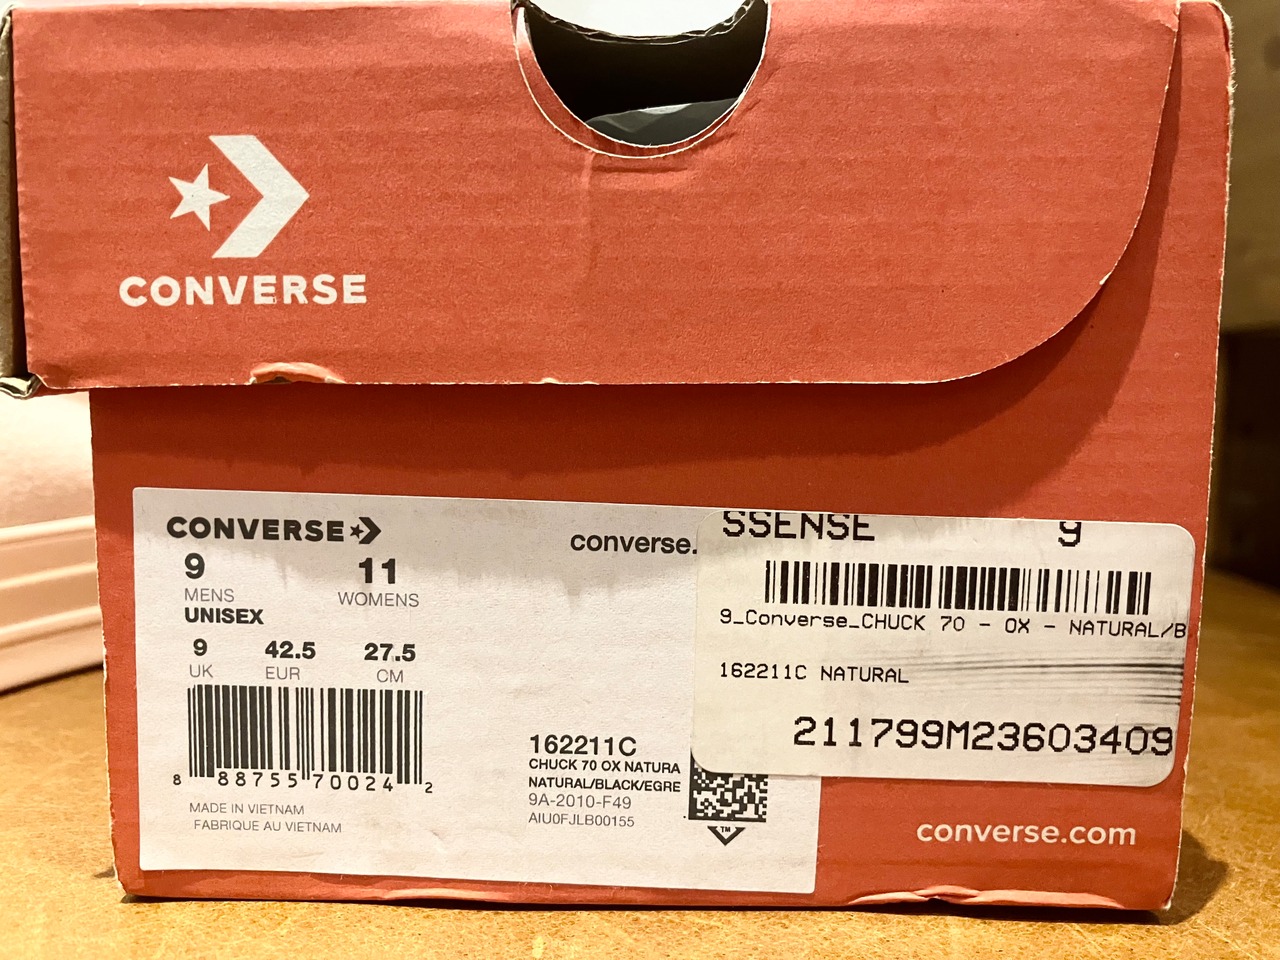 CONVERSE
CONVERSE
converse.
9
11
MENS
WOMENS
UNISEX
9
42.5
27.5
UK
EUR
CM
8 88755 70024 2
MADE IN VIETNAM
FABRIQUE AU VIETNAM
162211C
CHUCK 70 OX NATURA
NATURAL/BLACK/EGRE
9A-2010-F49
AIU0FJLB00155
TM
SSENSE
9
9_Converse_CHUCK 70 - OX - NATURAL/B
162211C NATURAL
211799M23603409
converse.com